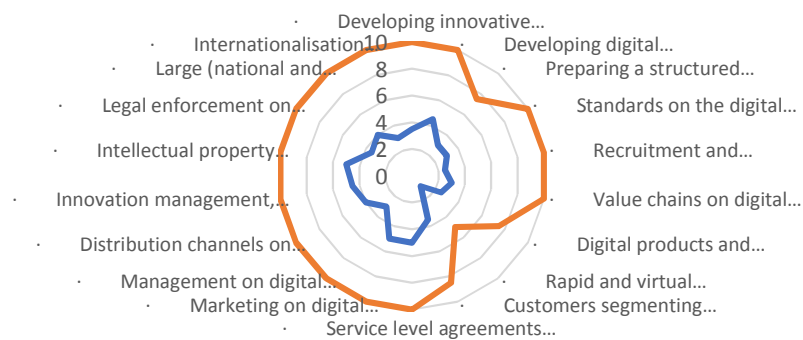 · Developing innovative…
· Developing digital…
· Preparing a structured…
· Standards on the digital…
· Recruitment and…
· Value chains on digital…
· Digital products and…
· Rapid and virtual…
· Customers segmenting…
· Service level agreements…
· Marketing on digital…
· Management on digital…
· Distribution channels on…
· Innovation management,…
· Intellectual property…
· Legal enforcement on…
· Large (national and…
· Internationalisation…
10
8
6
4
2
0